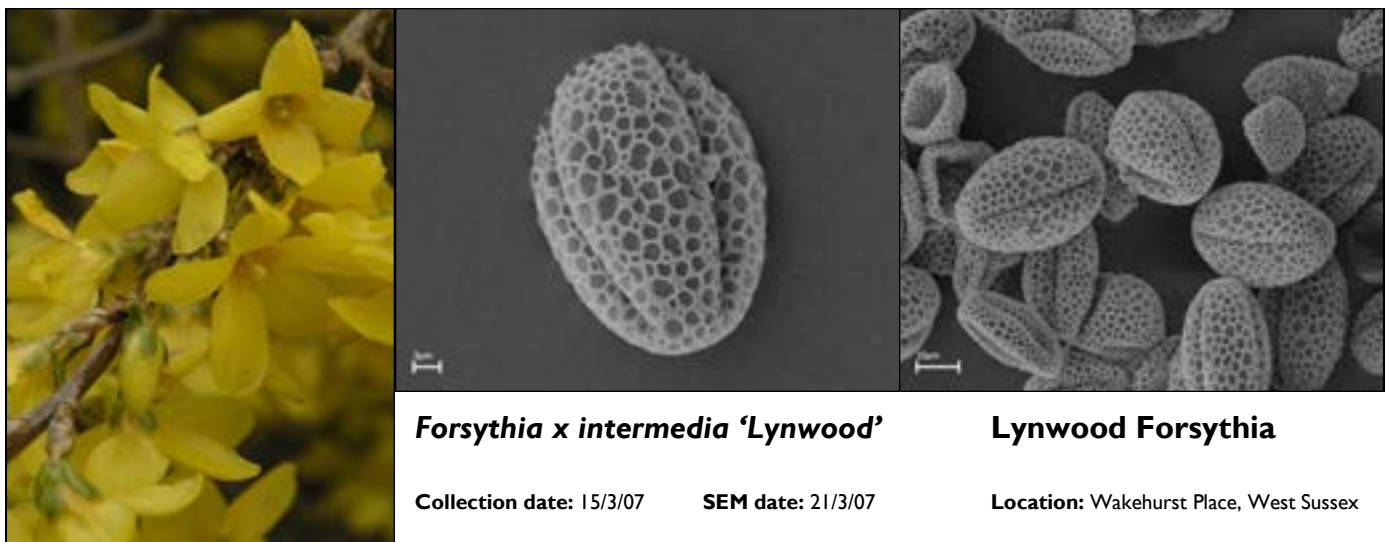 Forsythia x intermedia ‘Lynwood’
Lynwood Forsythia
Collection date: 15/3/07 SEM date: 21/3/07 Location: Wakehurst Place, West Sussex